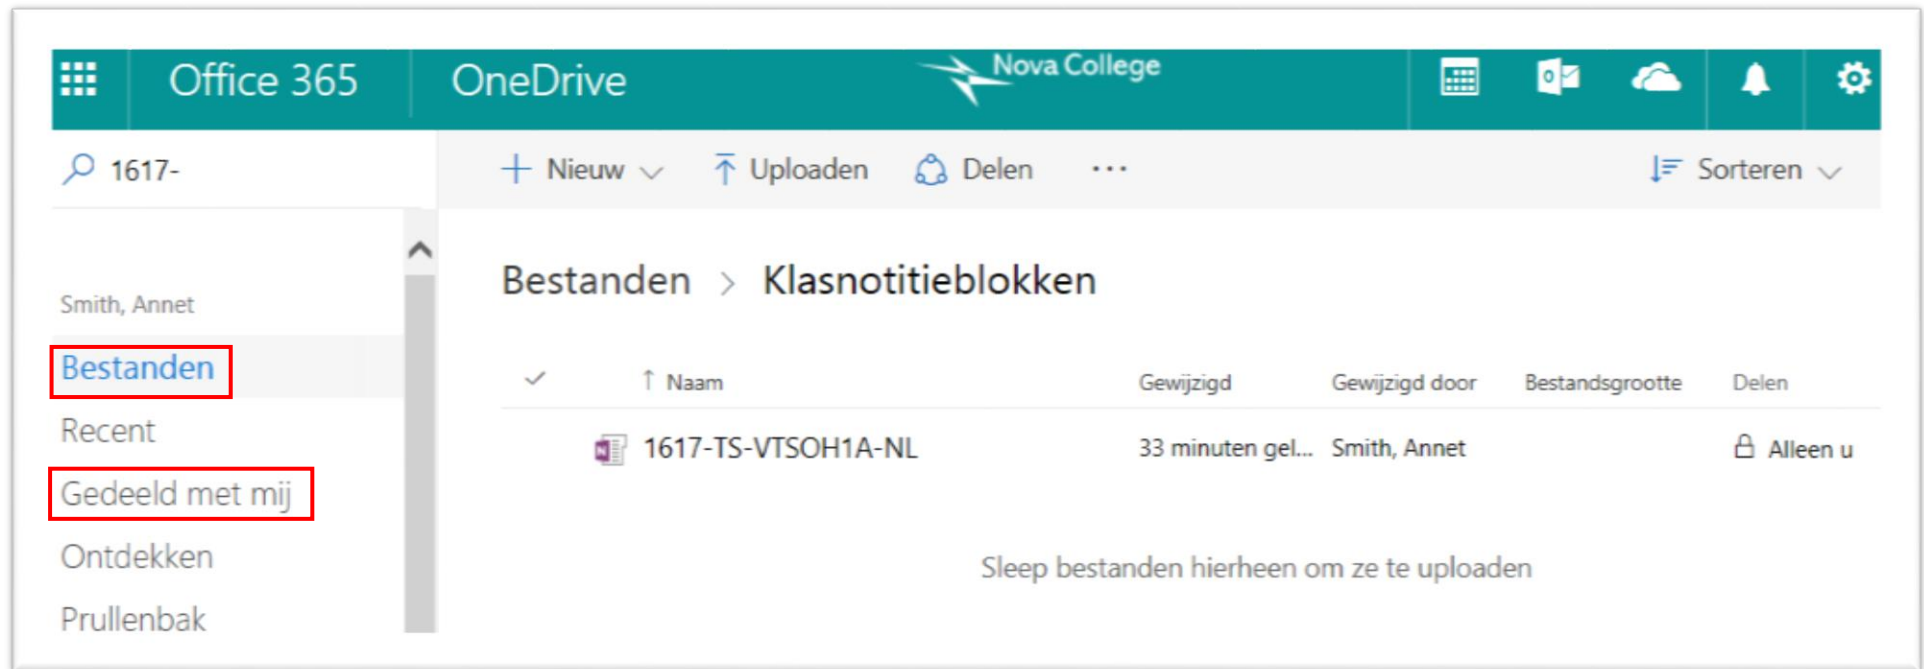 Office 365 OneDrive Nova College
1617- Nieuw Uploaden Delen ... Sorteren
Bestanden > Klasnotitieblokken
Smith, Annet
Bestanden
Naam Gewijzigd Gewijzigd door Bestandsgrootte Delen
Recent
1617-TS-VTSOH1A-NL 33 minuten gel... Smith, Annet Alleen u
Gedeeld met mij
Ontdekken
Sleep bestanden hierheen om ze te uploaden
Prullenbak